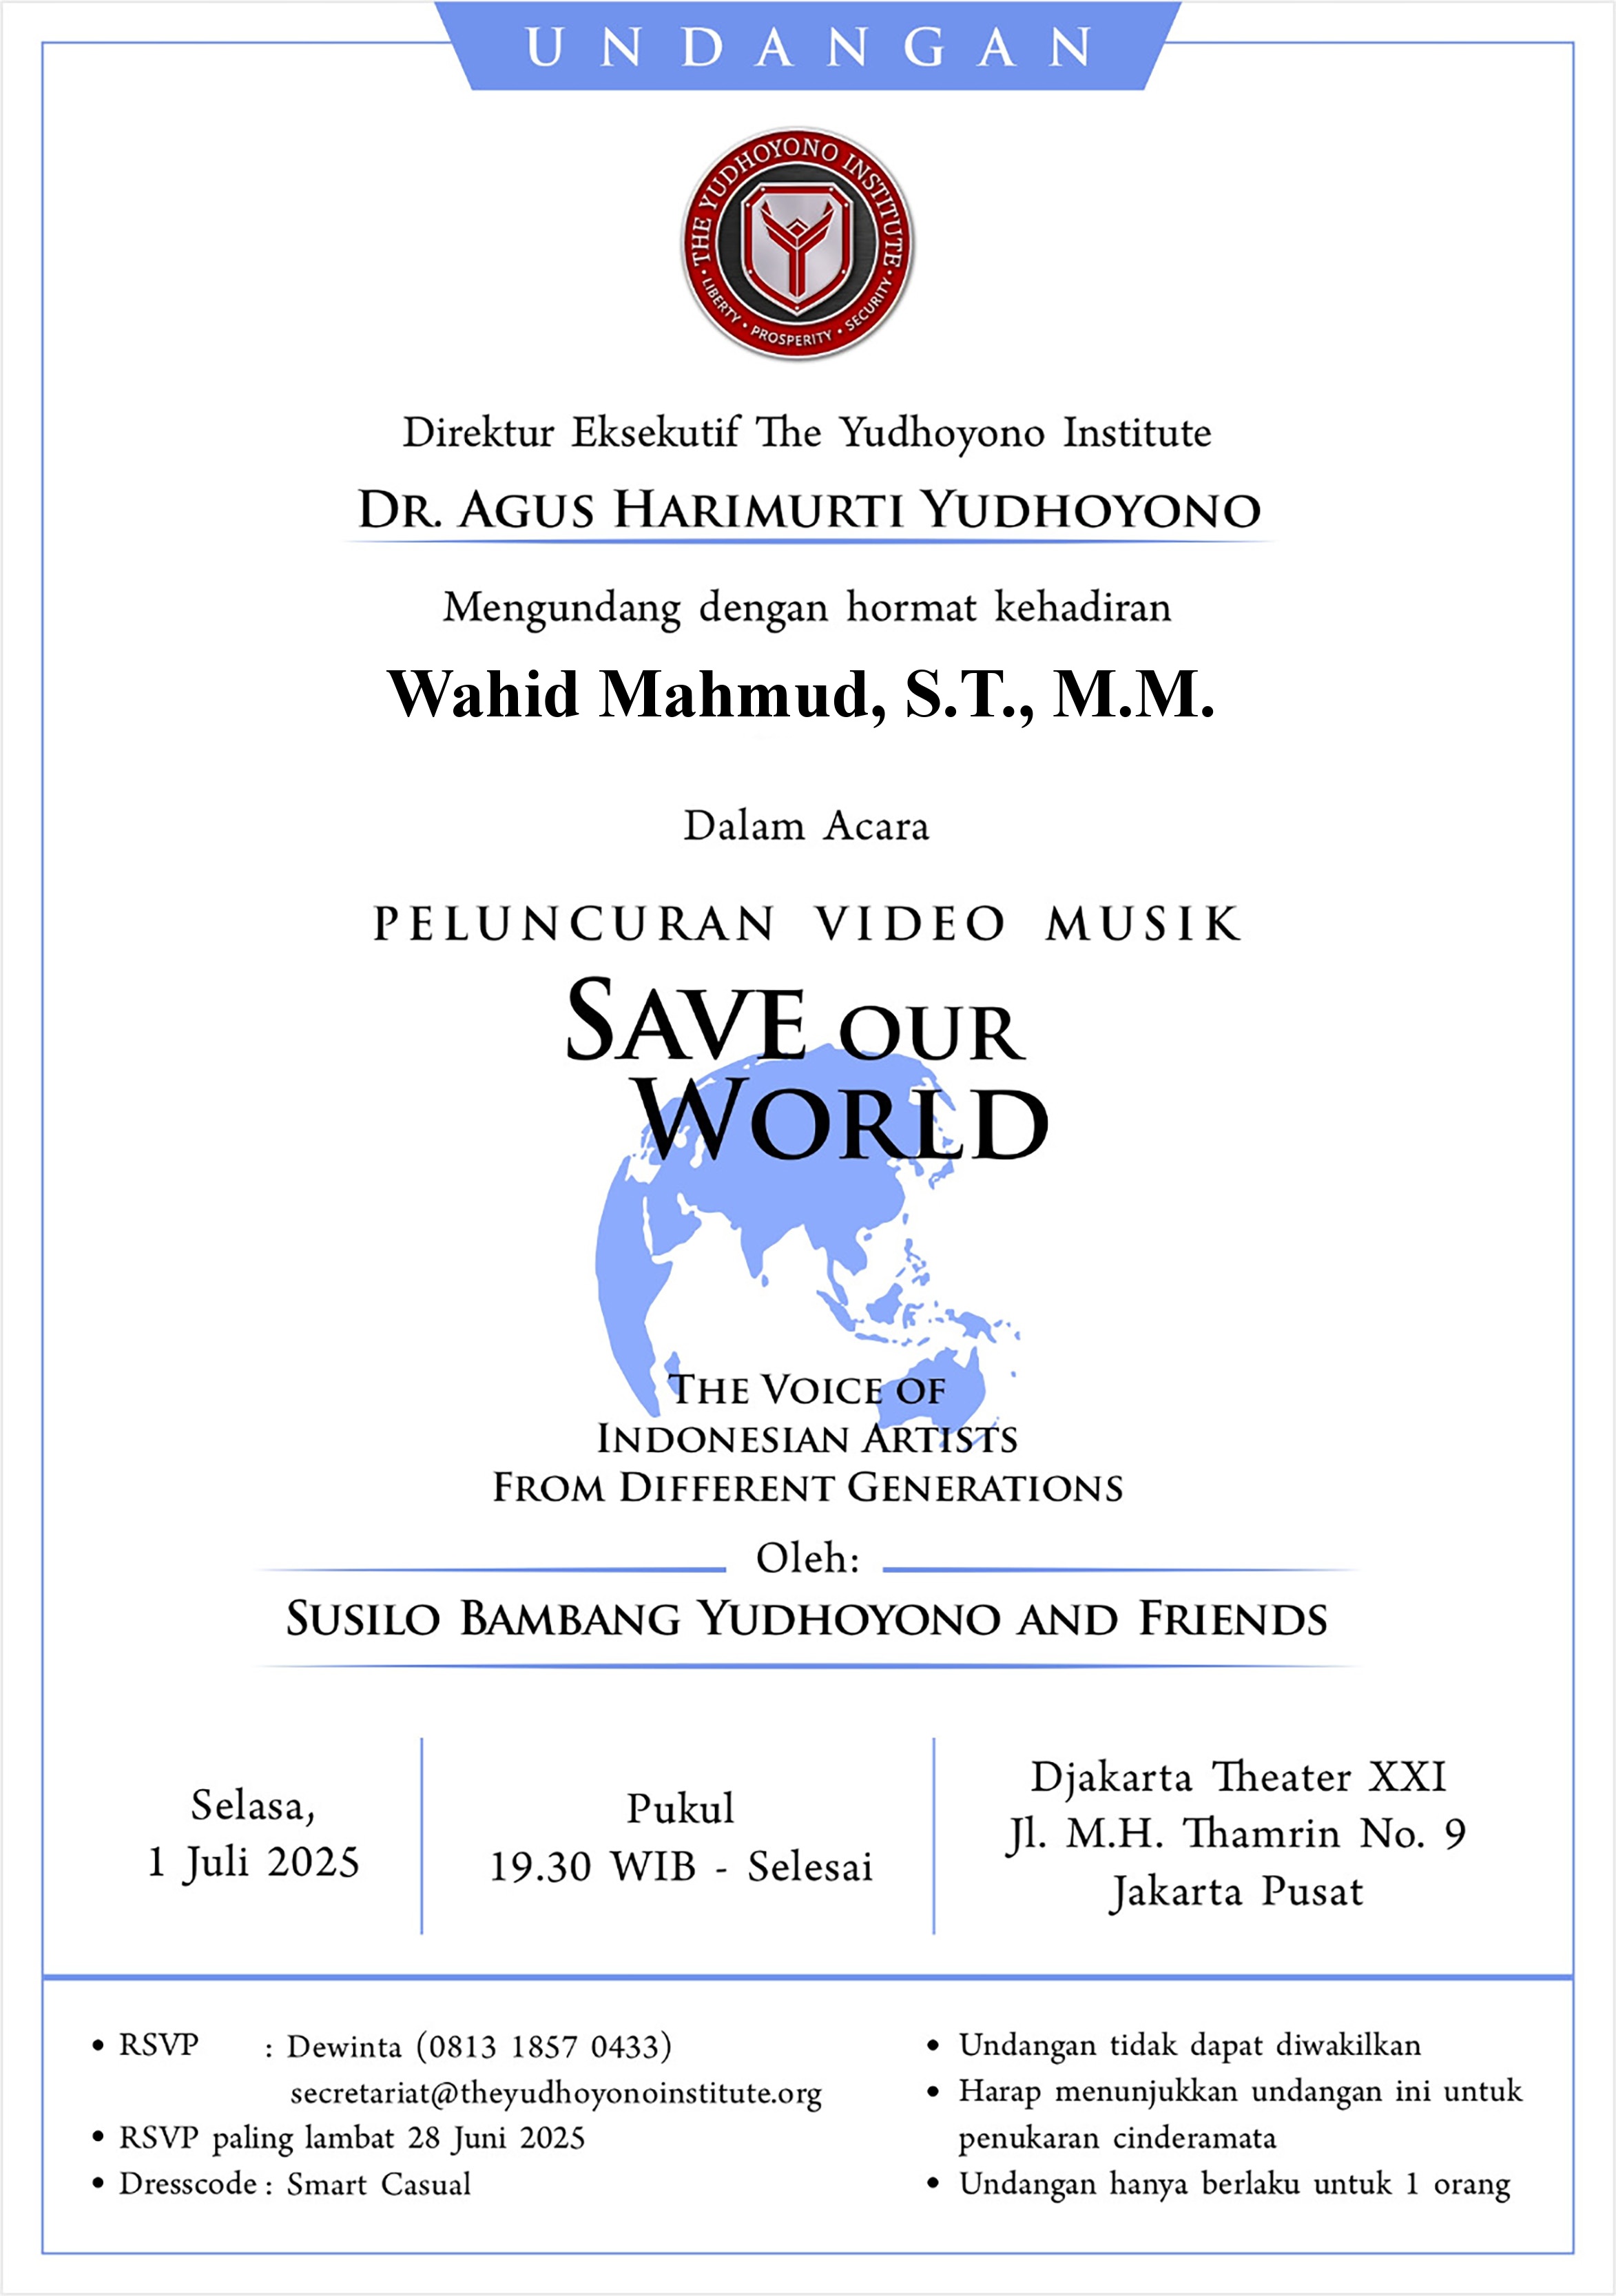 UNDANGAN
THE YUDHOYONO INSTITUTE
LIBERTY • PROSPERITY • SECURITY
Direktur Eksekutif The Yudhoyono Institute
DR. AGUS HARIMURTI YUDHOYONO
Mengundang dengan hormat kehadiran
Wahid Mahmud, S.T., M.M.
Dalam Acara
PELUNCURAN VIDEO MUSIK
SAVE OUR
WORLD
THE VOICE OF
INDONESIAN ARTISTS
FROM DIFFERENT GENERATIONS
Oleh:
SUSILO BAMBANG YUDHOYONO AND FRIENDS
Selasa,
1 Juli 2025
Pukul
19.30 WIB - Selesai
Djakarta Theater XXI
Jl. M.H. Thamrin No. 9
Jakarta Pusat
• RSVP : Dewinta (0813 1857 0433)
secretariat@theyudhoyonoinstitute.org
• RSVP paling lambat 28 Juni 2025
• Dresscode : Smart Casual
• Undangan tidak dapat diwakilkan
• Harap menunjukkan undangan ini untuk
penukaran cinderamata
• Undangan hanya berlaku untuk 1 orang